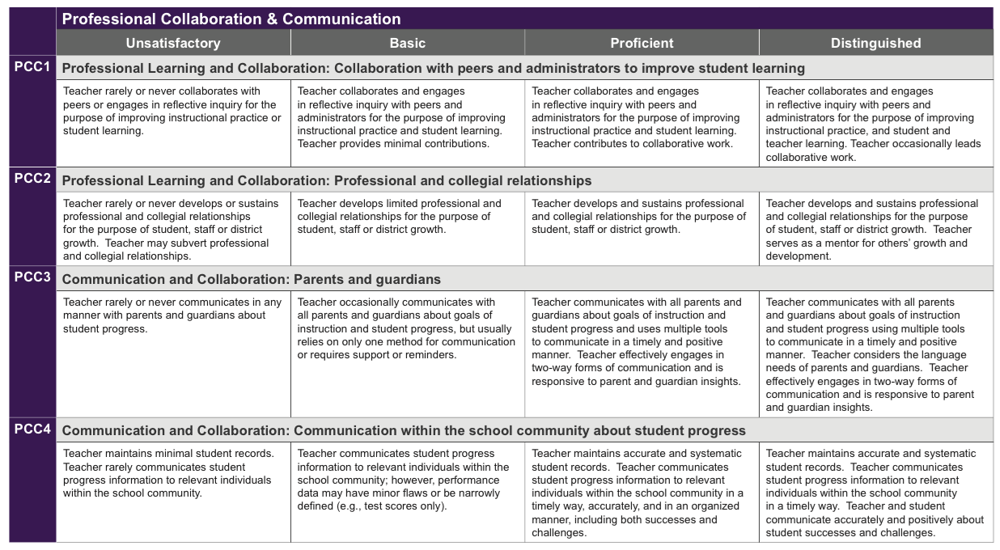 Professional Collaboration & Communication
Unsatisfactory
Basic
Proficient
Distinguished
PCC1
Professional Learning and Collaboration: Collaboration with peers and administrators to improve student learning
Teacher rarely or never collaborates with
peers or engages in reflective inquiry for the
purpose of improving instructional practice or
student learning.
Teacher collaborates and engages
in reflective inquiry with peers and
administrators for the purpose of improving
instructional practice and student learning.
Teacher provides minimal contributions.
Teacher collaborates and engages
in reflective inquiry with peers and
administrators for the purpose of improving
instructional practice and student learning.
Teacher contributes to collaborative work.
Teacher collaborates and engages
in reflective inquiry with peers and
administrators for the purpose of improving
instructional practice, and student and
teacher learning. Teacher occasionally leads
collaborative work.
PCC2
Professional Learning and Collaboration: Professional and collegial relationships
Teacher rarely or never develops or sustains
professional and collegial relationships
for the purpose of student, staff or district
growth. Teacher may subvert professional
and collegial relationships.
Teacher develops limited professional and
collegial relationships for the purpose of
student, staff or district growth.
Teacher develops and sustains professional
and collegial relationships for the purpose of
student, staff or district growth.
Teacher develops and sustains professional
and collegial relationships for the purpose
of student, staff or district growth. Teacher
serves as a mentor for others’ growth and
development.
PCC3
Communication and Collaboration: Parents and guardians
Teacher rarely or never communicates in any
manner with parents and guardians about
student progress.
Teacher occasionally communicates with
all parents and guardians about goals of
instruction and student progress, but usually
relies on only one method for communication
or requires support or reminders.
Teacher communicates with all parents and
guardians about goals of instruction and
student progress and uses multiple tools
to communicate in a timely and positive
manner. Teacher effectively engages in
two-way forms of communication and is
responsive to parent and guardian insights.
Teacher communicates with all parents
and guardians about goals of instruction
and student progress using multiple tools
to communicate in a timely and positive
manner. Teacher considers the language
needs of parents and guardians. Teacher
effectively engages in two-way forms of
communication and is responsive to parent
and guardian insights.
PCC4
Communication and Collaboration: Communication within the school community about student progress
Teacher maintains minimal student records.
Teacher rarely communicates student
progress information to relevant individuals
within the school community.
Teacher communicates student progress
information to relevant individuals within the
school community; however, performance
data may have minor flaws or be narrowly
defined (e.g., test scores only).
Teacher maintains accurate and systematic
student records. Teacher communicates
student progress information to relevant
individuals within the school community in a
timely way, accurately, and in an organized
manner, including both successes and
challenges.
Teacher maintains accurate and systematic
student records. Teacher communicates
student progress information to relevant
individuals within the school community
in a timely way. Teacher and student
communicate accurately and positively about
student successes and challenges.